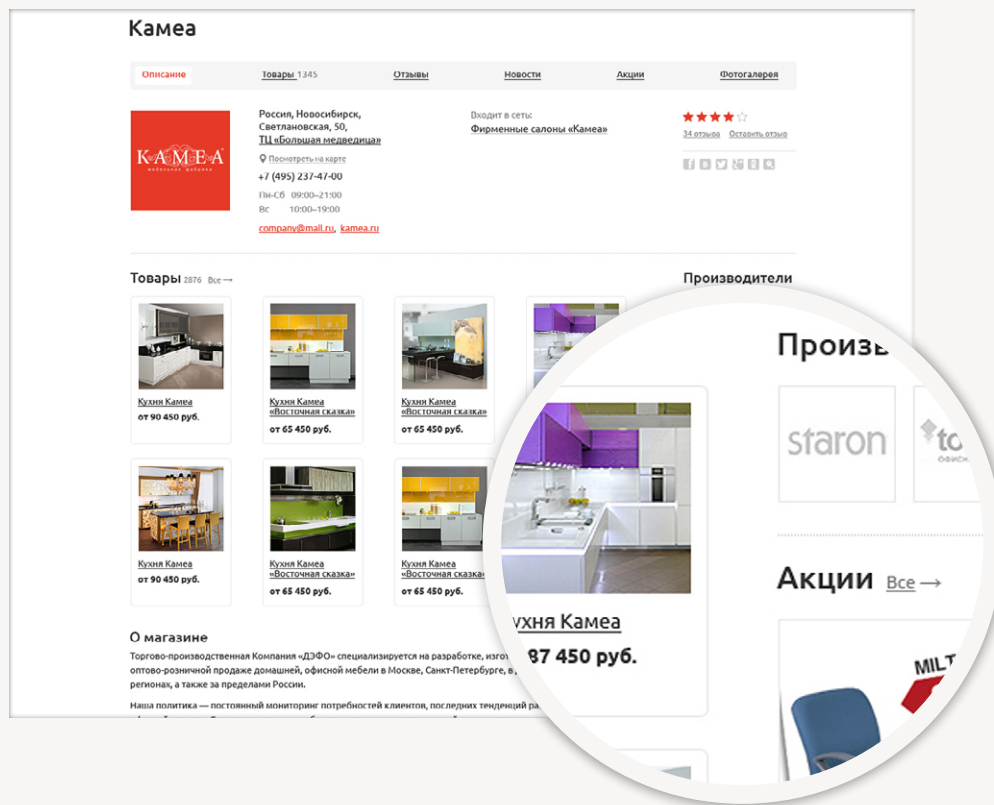 Камеа
Описание Товары 1345 Отзывы Новости Акции Фотогалерея
КАМЕА
мебельная фабрика
Россия, Новосибирск,
Светлановская, 50,
ТЦ «Большая медведица»
Посмотреть на карте
+7 (495) 237-47-00
Пн-Сб 09:00–21:00
Вс 10:00–19:00
company@mail.ru, kamea.ru
Входит в сеть:
Фирменные салоны «Камеа»
34 отзыва Оставить отзыв
Товары 2876 Все →
Кухня Камеа
от 90 450 руб.
Кухня Камеа
«Восточная сказка»
от 65 450 руб.
Кухня Камеа
«Восточная сказка»
от 65 450 руб.
Кухня Камеа
от 90 450 руб.
Кухня Камеа
«Восточная сказка»
от 65 450 руб.
Кухня Камеа
«Восточная сказка»
от 65 450 руб.
Производители
О магазине
Торгово-производственная Компания «ДЭФО» специализируется на разработке, изгот
оптово-розничной продаже домашней, офисной мебели в Москве, Санкт-Петербурге, в
регионах, а также за пределами России.
Наша политика — постоянный мониторинг потребностей клиентов, последних тенденций ра
Произв
staron
to
офисн
Акции Все →
MILT
ухня Камеа
87 450 руб.